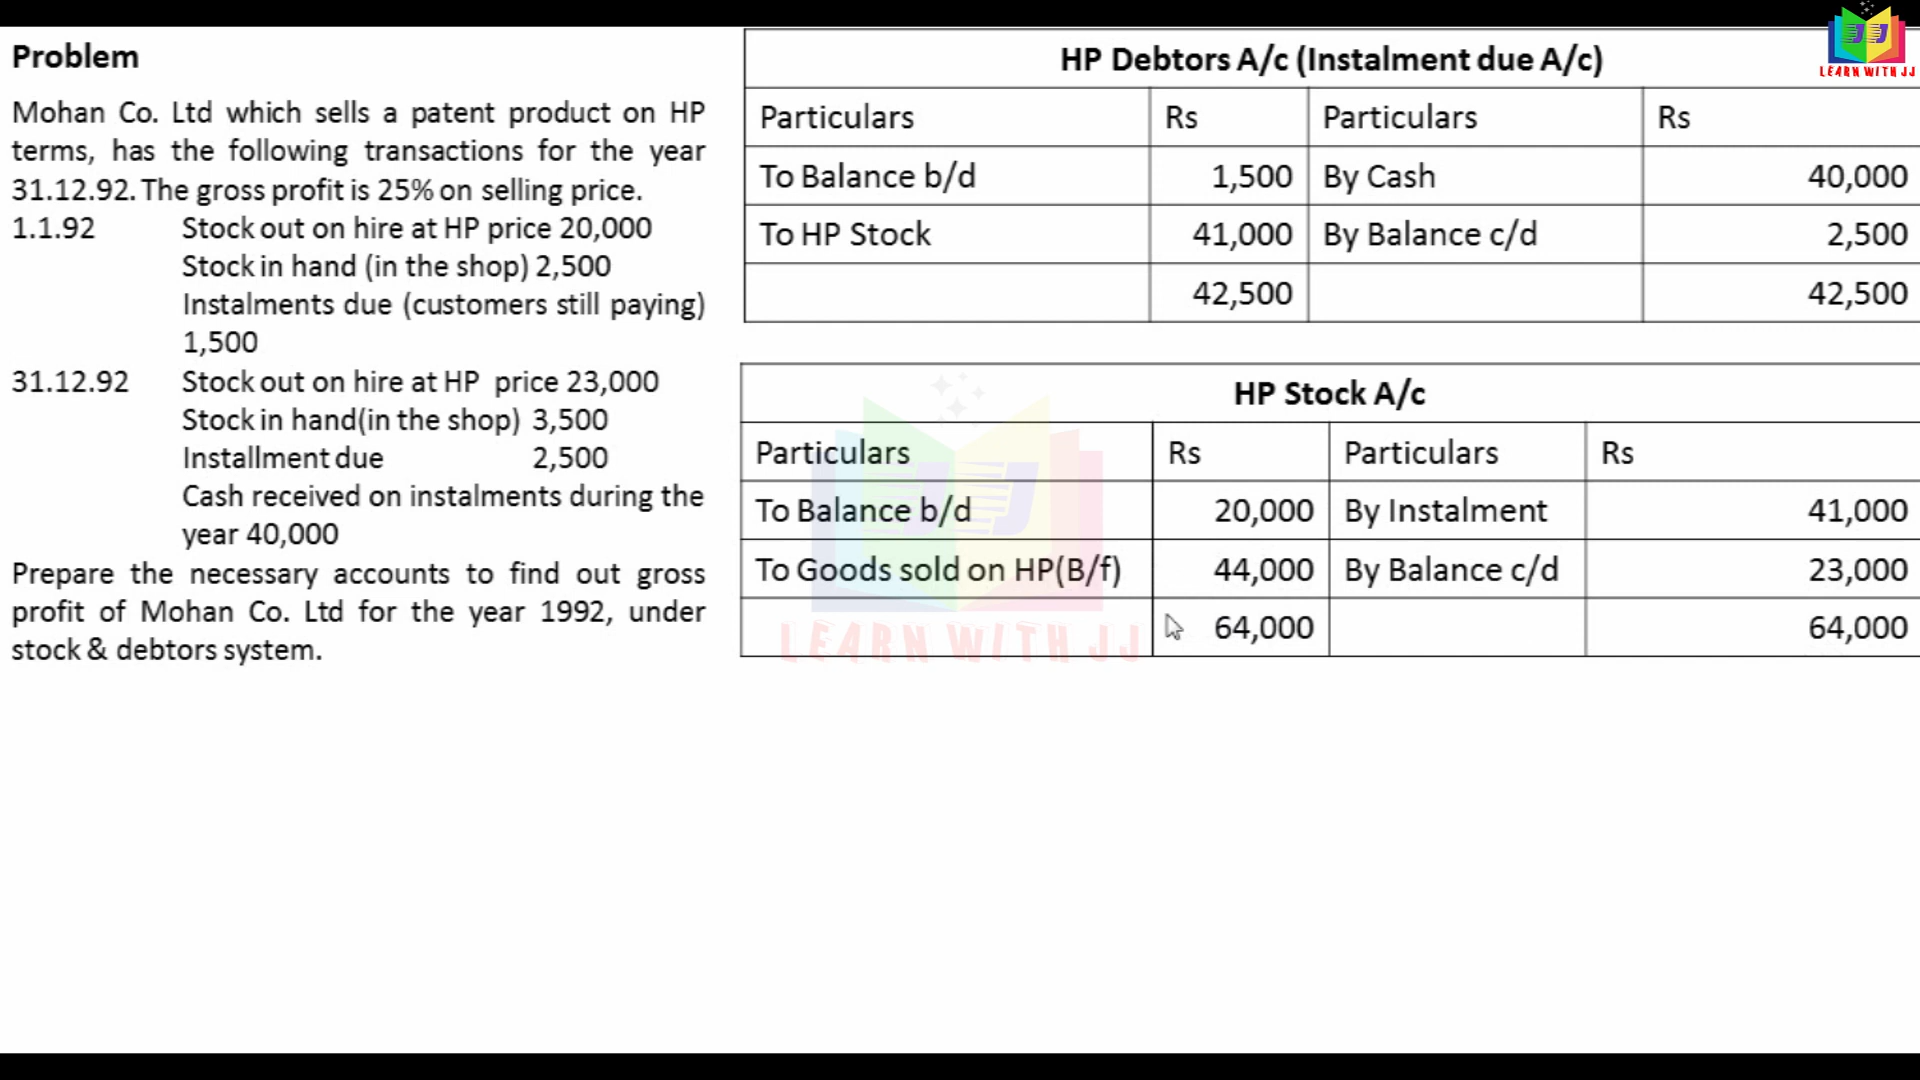 Problem
Mohan Co. Ltd which sells a patent product on HP
terms, has the following transactions for the year
31.12.92. The gross profit is 25% on selling price.
1.1.92 Stock out on hire at HP price 20,000
Stock in hand (in the shop) 2,500
Instalments due (customers still paying)
1,500
31.12.92 Stock out on hire at HP price 23,000
Stock in hand(in the shop) 3,500
Installment due 2,500
Cash received on instalments during the
year 40,000
Prepare the necessary accounts to find out gross
profit of Mohan Co. Ltd for the year 1992, under
stock & debtors system.
HP Debtors A/c (Instalment due A/c)
Particulars Rs Particulars Rs
To Balance b/d 1,500 By Cash 40,000
To HP Stock 41,000 By Balance c/d 2,500
42,500 42,500
HP Stock A/c
Particulars Rs Particulars Rs
To Balance b/d 20,000 By Instalment 41,000
To Goods sold on HP(B/f) 44,000 By Balance c/d 23,000
64,000 64,000
JJ
LEARN WITH JJ
JJ
LEARN WITH JJ